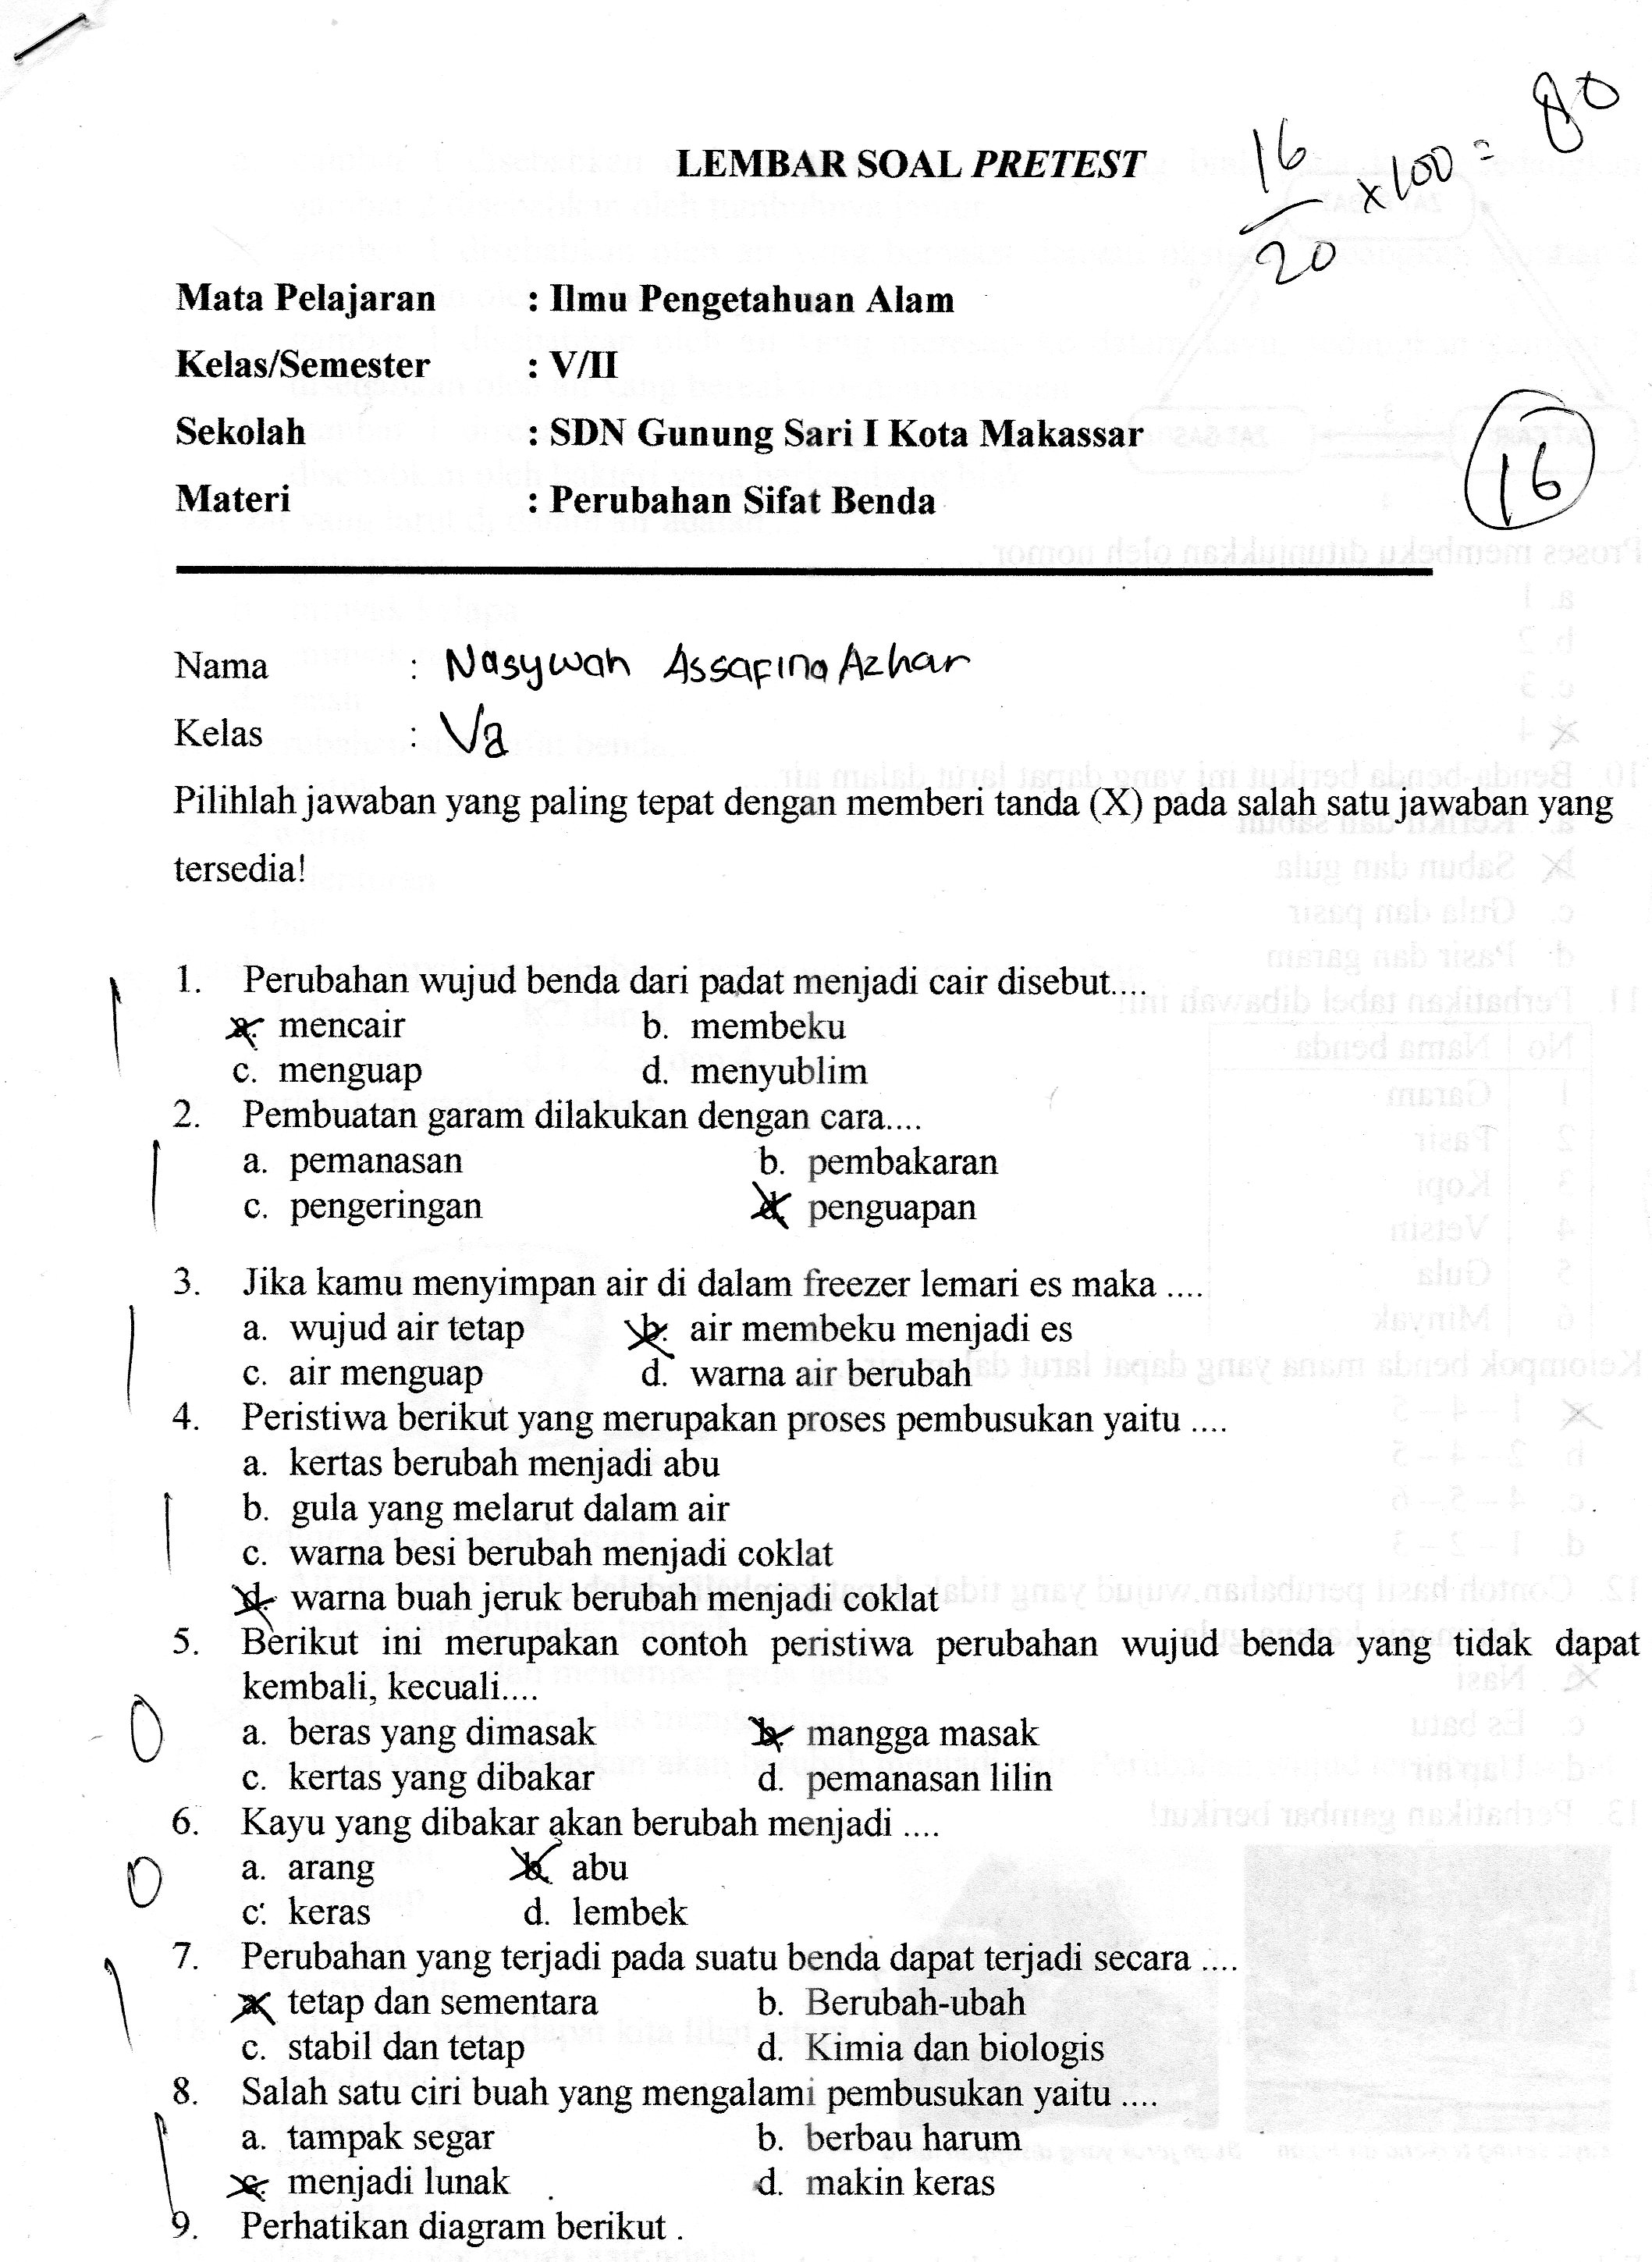 LEMBAR SOAL PRETEST
16
20 x100 = 80
Mata Pelajaran : Ilmu Pengetahuan Alam
Kelas/Semester : V/II
Sekolah : SDN Gunung Sari I Kota Makassar
Materi : Perubahan Sifat Benda
16
Nama : Nasywah Assafina Azhar
Kelas : Va
Pilihlah jawaban yang paling tepat dengan memberi tanda (X) pada salah satu jawaban yang
tersedia!
1. Perubahan wujud benda dari padat menjadi cair disebut....
a. mencair b. membeku
c. menguap d. menyublim
2. Pembuatan garam dilakukan dengan cara....
a. pemanasan b. pembakaran
c. pengeringan d. penguapan
3. Jika kamu menyimpan air di dalam freezer lemari es maka ....
a. wujud air tetap b. air membeku menjadi es
c. air menguap d. warna air berubah
4. Peristiwa berikut yang merupakan proses pembusukan yaitu ....
a. kertas berubah menjadi abu
b. gula yang melarut dalam air
c. warna besi berubah menjadi coklat
d. warna buah jeruk berubah menjadi coklat
5. Berikut ini merupakan contoh peristiwa perubahan wujud benda yang tidak dapat
kembali, kecuali....
0
a. beras yang dimasak b. mangga masak
c. kertas yang dibakar d. pemanasan lilin
6. Kayu yang dibakar akan berubah menjadi ....
0
a. arang b. abu
c. keras d. lembek
7. Perubahan yang terjadi pada suatu benda dapat terjadi secara ....
a. tetap dan sementara b. Berubah-ubah
c. stabil dan tetap d. Kimia dan biologis
8. Salah satu ciri buah yang mengalami pembusukan yaitu ....
a. tampak segar b. berbau harum
c. menjadi lunak d. makin keras
9. Perhatikan diagram berikut .